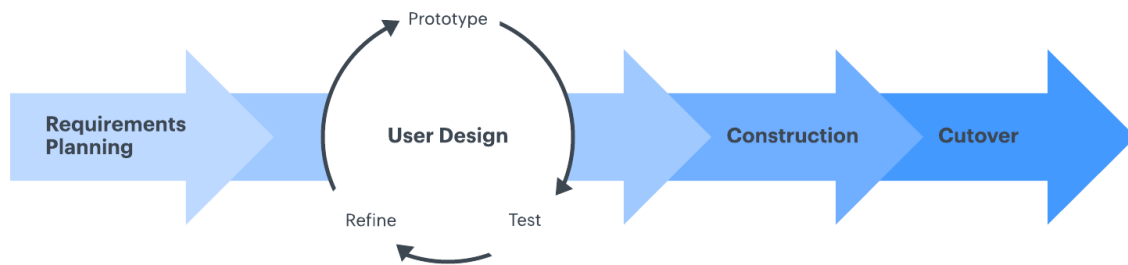 Prototype
Requirements
Planning
User Design
Construction
Cutover
Refine
Test